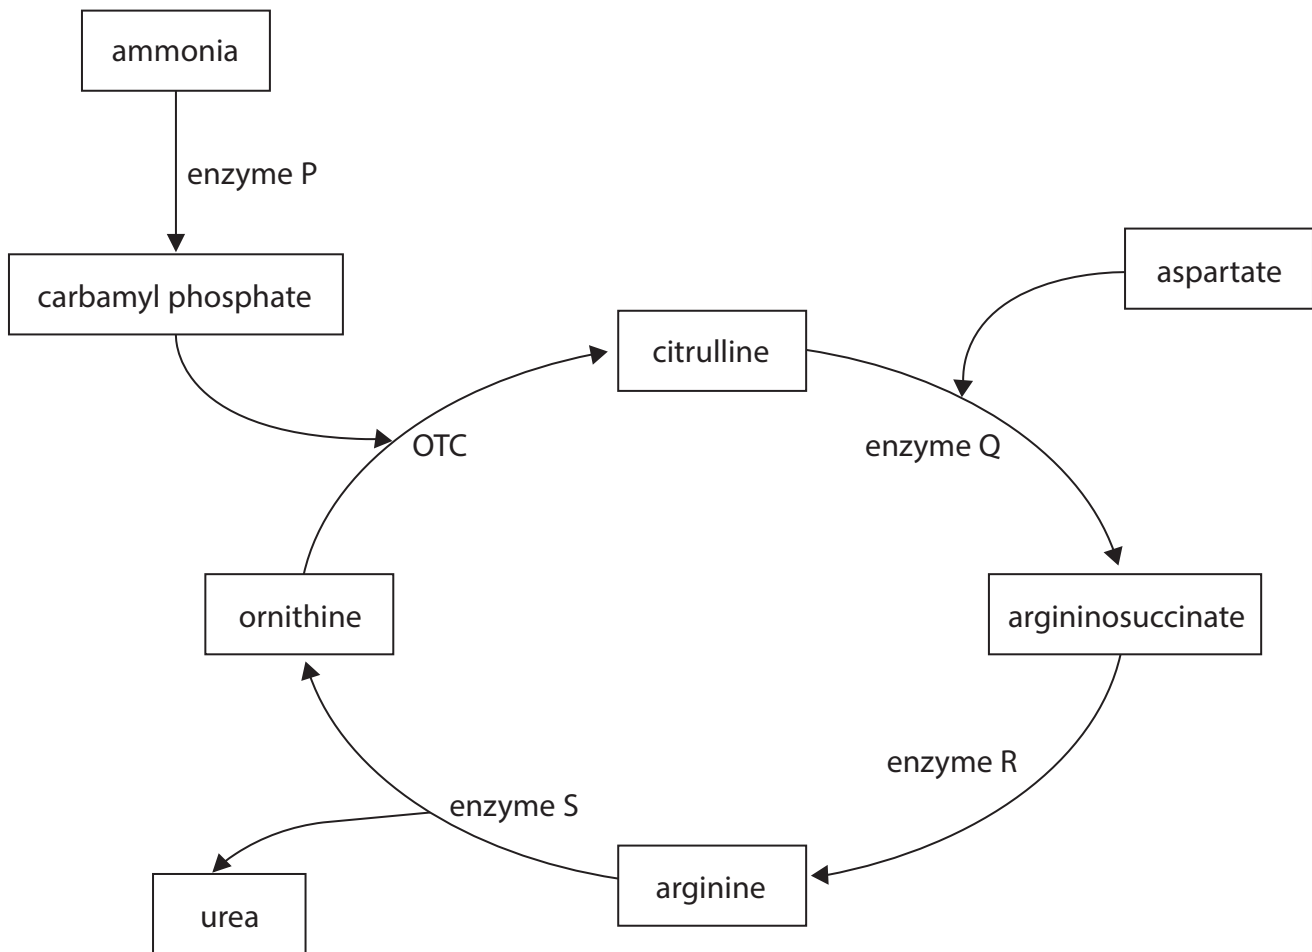 ammonia
enzyme P
carbamyl phosphate
aspartate
citrulline
OTC
enzyme Q
ornithine
argininosuccinate
enzyme R
enzyme S
arginine
urea